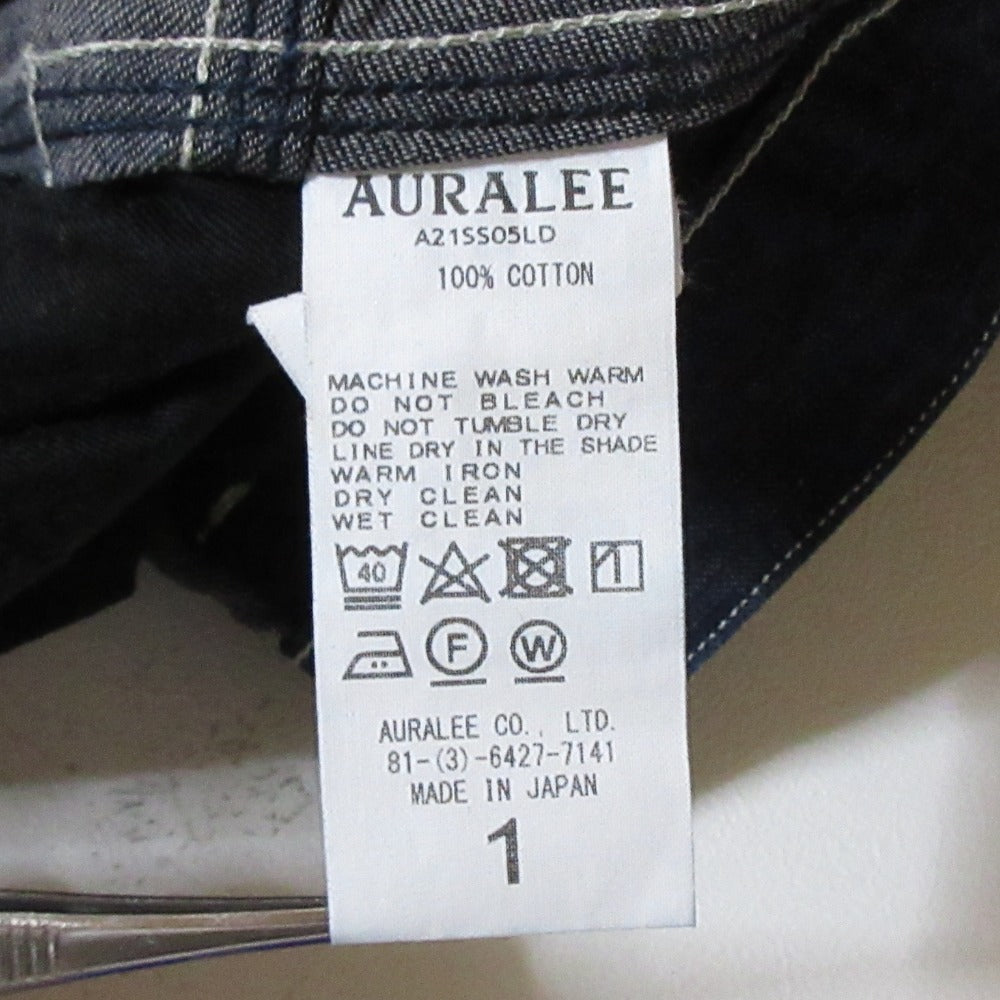 AURALEE
A21SS05LD
100% COTTON
MACHINE WASH WARM
DO NOT BLEACH
DO NOT TUMBLE DRY
LINE DRY IN THE SHADE
WARM IRON
DRY CLEAN
WET CLEAN
40
F W
AURALEE CO., LTD.
81-(3)-6427-7141
MADE IN JAPAN
1